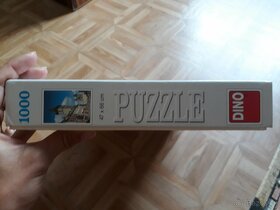 1000
47 x 66 cm
PUZZLE
DINO